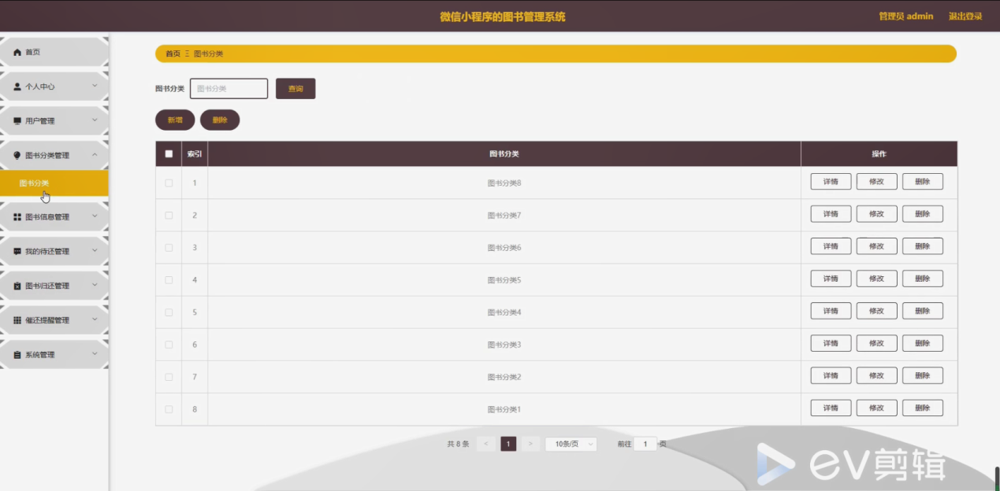 微信小程序的图书管理系统
管理员 admin 退出登录
首页
个人中心
用户管理
图书分类管理
图书分类
图书信息管理
我的待还管理
图书归还管理
催还提醒管理
系统管理
首页 Ξ 图书分类
图书分类 图书分类 查询
新增 删除
索引 图书分类 操作
1 图书分类8 详情 修改 删除
2 图书分类7 详情 修改 删除
3 图书分类6 详情 修改 删除
4 图书分类5 详情 修改 删除
5 图书分类4 详情 修改 删除
6 图书分类3 详情 修改 删除
7 图书分类2 详情 修改 删除
8 图书分类1 详情 修改 删除
共 8 条 < 1 > 10条/页 前往 1 页
EV剪辑